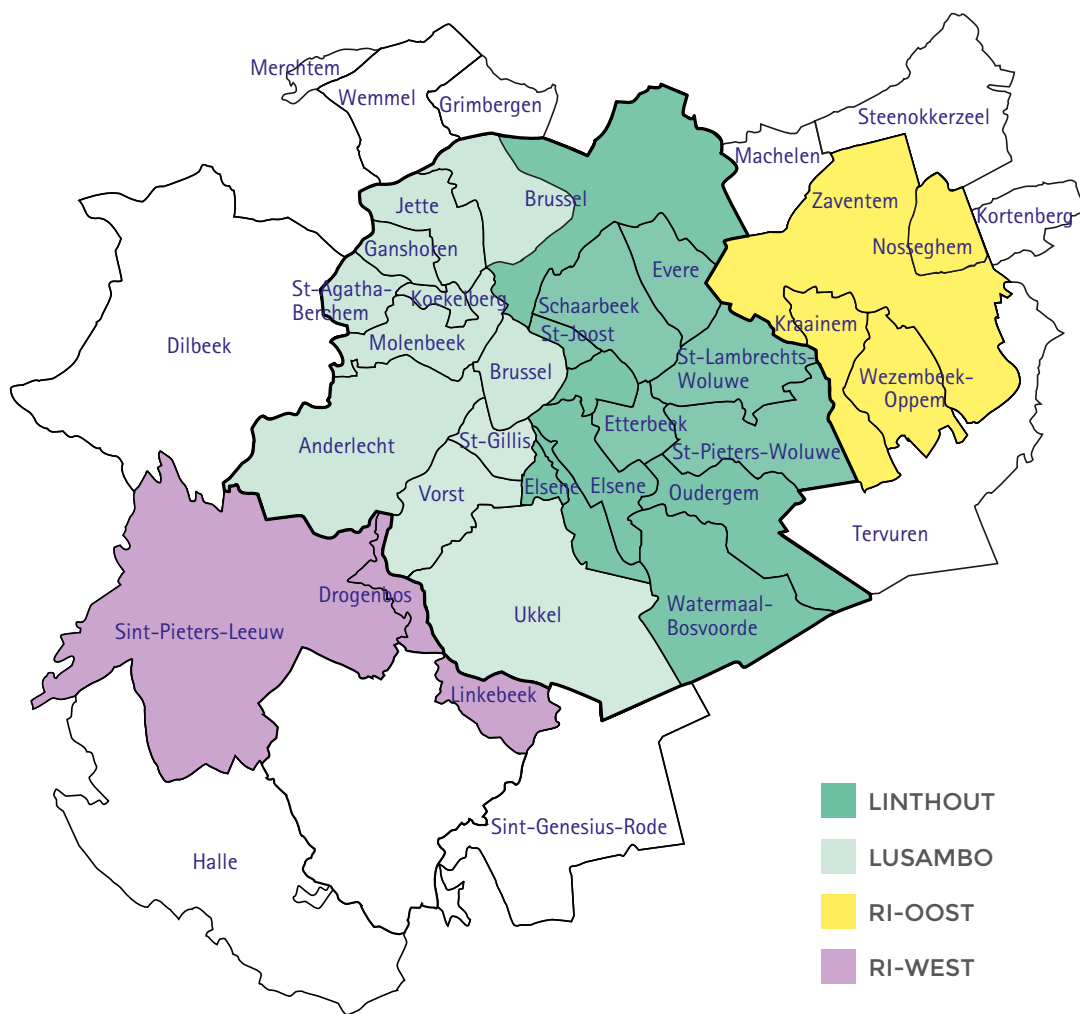 Merchtem
Wemmel
Grimbergen
Steenokkerzeel
Machelen
Zaventem
Kortenberg
Nosseghem
Brussel
Jette
Ganshoren
St-Agatha-
Berchem
Koekelberg
Evere
Schaarbeek
St-Joost
Kraainem
Dilbeek
Molenbeek
Brussel
St-Lambrechts-
Woluwe
Wezembeek-
Oppem
Anderlecht
St-Gillis
Etterbeek
St-Pieters-Woluwe
Vorst
Elsene
Elsene
Oudergem
Tervuren
Drogenbos
Sint-Pieters-Leeuw
Ukkel
Watermaal-
Bosvoorde
Linkebeek
Sint-Genesius-Rode
Halle
LINTHOUT
LUSAMBO
RI-OOST
RI-WEST